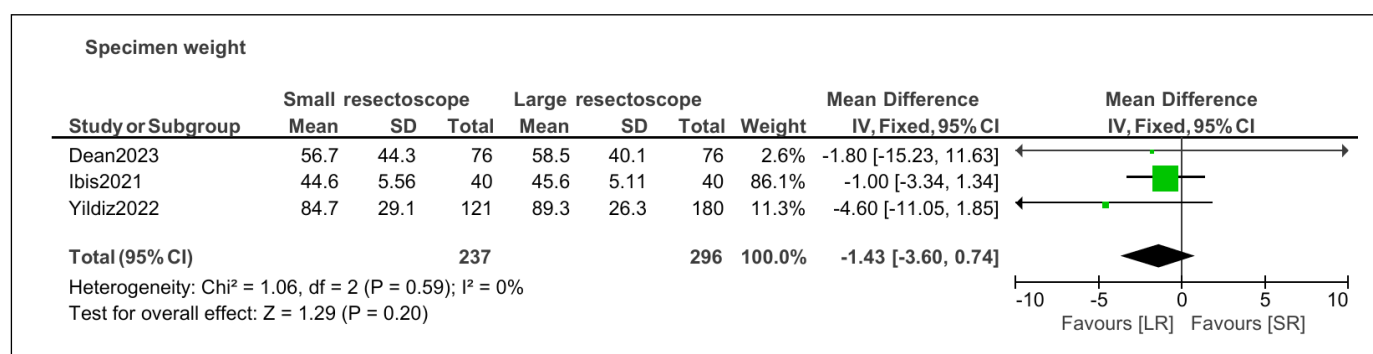 Specimen weight
Small resectoscope Large resectoscope Mean Difference Mean Difference
Study or Subgroup Mean SD Total Mean SD Total Weight IV, Fixed, 95% CI IV, Fixed, 95% CI
Dean2023 56.7 44.3 76 58.5 40.1 76 2.6% -1.80 [-15.23, 11.63]
Ibis2021 44.6 5.56 40 45.6 5.11 40 86.1% -1.00 [-3.34, 1.34]
Yildiz2022 84.7 29.1 121 89.3 26.3 180 11.3% -4.60 [-11.05, 1.85]
Total (95% CI) 237 296 100.0% -1.43 [-3.60, 0.74]
Heterogeneity: Chi² = 1.06, df = 2 (P = 0.59); I² = 0%
Test for overall effect: Z = 1.29 (P = 0.20)
-10 -5 0 5 10
Favours [LR] Favours [SR]